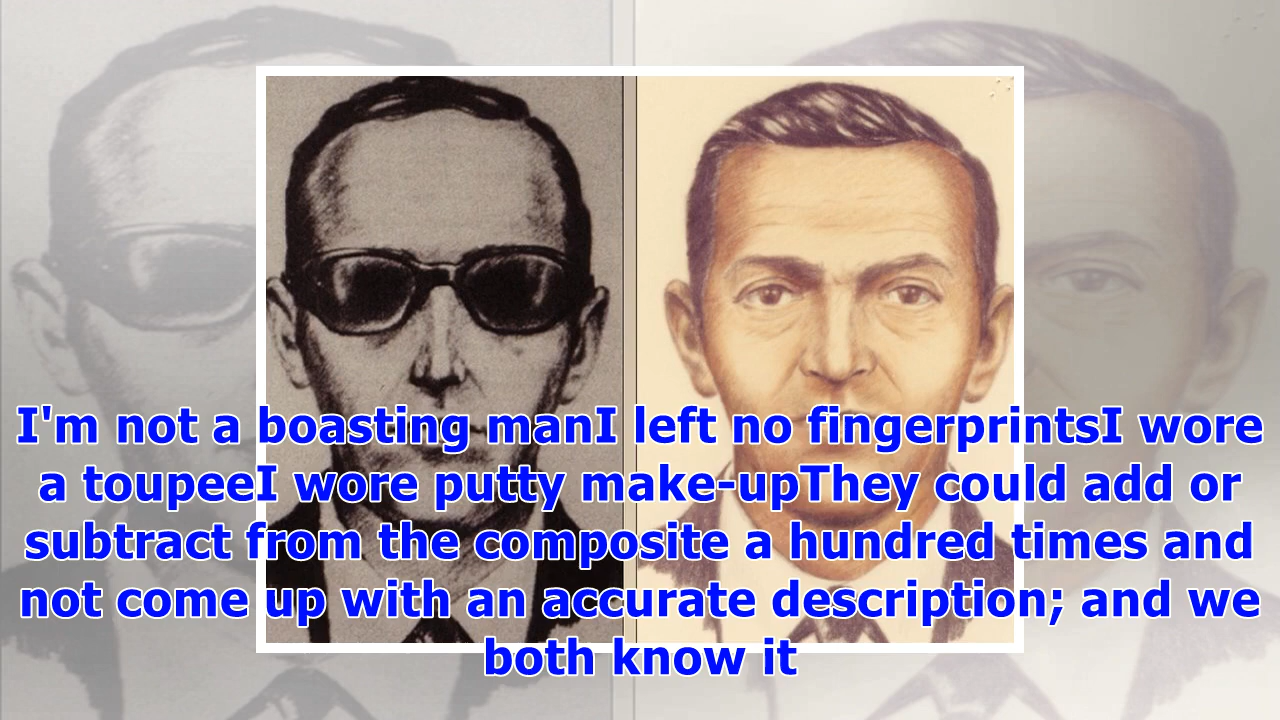 I'm not a boasting manI left no fingerprintsI wore
a toupeeI wore putty make-upThey could add or
subtract from the composite a hundred times and
not come up with an accurate description; and we
both know it